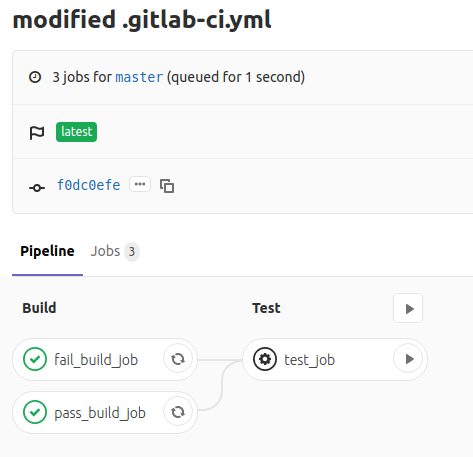 modified .gitlab-ci.yml
3 jobs for master (queued for 1 second)
latest
f0dc0efe
Pipeline Jobs 3
Build Test
fail_build_job test_job
pass_build_job